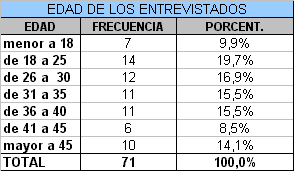 EDAD DE LOS ENTREVISTADOS
EDAD FRECUENCIA PORCENT.
menor a 18 7 9,9%
de 18 a 25 14 19,7%
de 26 a 30 12 16,9%
de 31 a 35 11 15,5%
de 36 a 40 11 15,5%
de 41 a 45 6 8,5%
mayor a 45 10 14,1%
TOTAL 71 100,0%